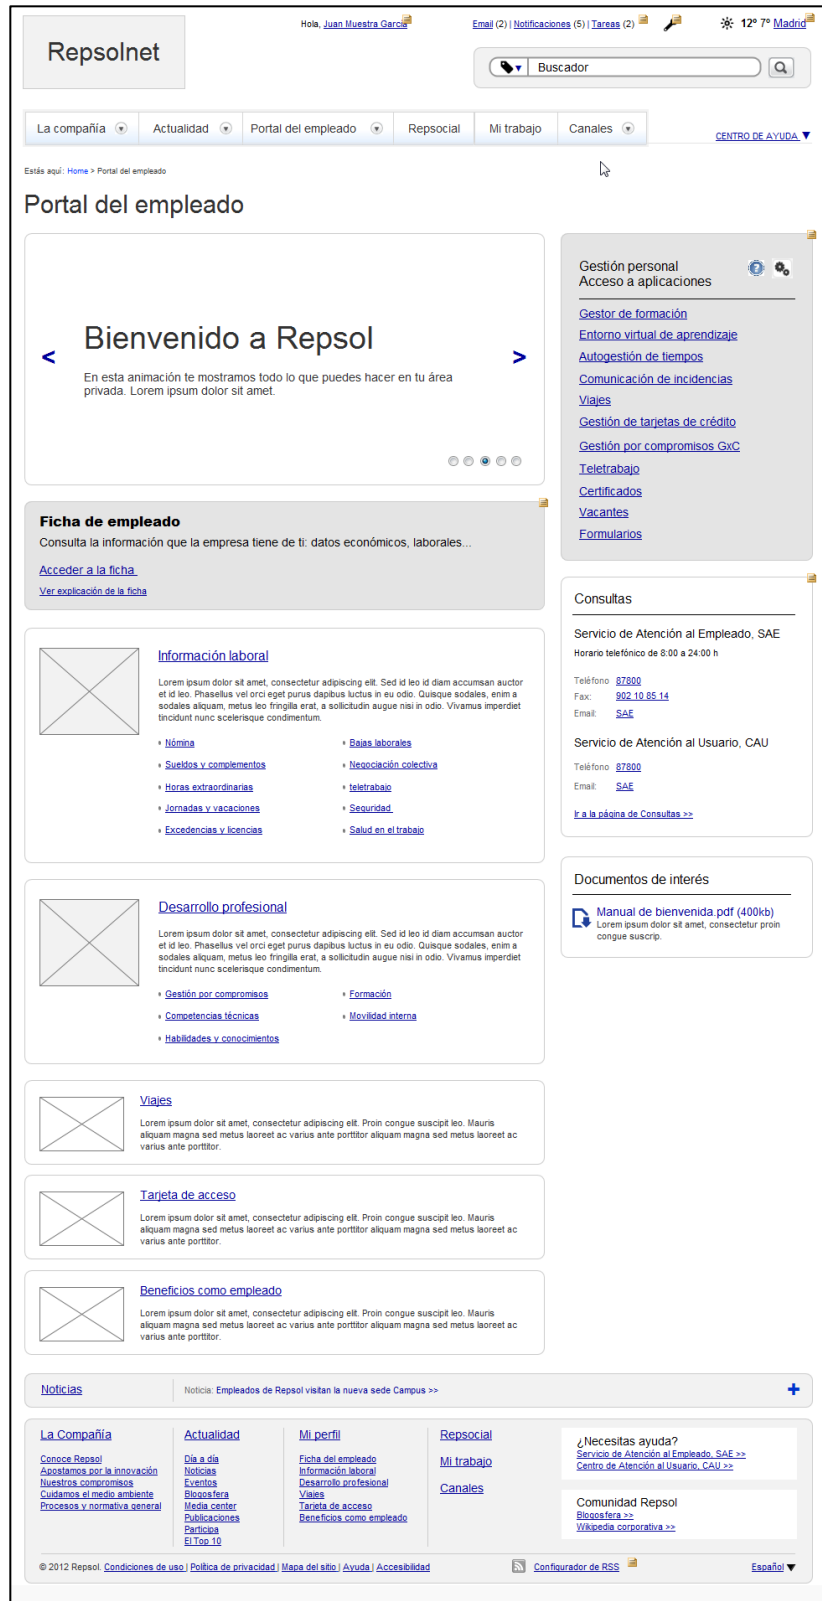 Repsolnet
Hola, Juan Muestra García
Email (2) | Notificaciones (5) | Tareas (2)
12º 7º Madrid
Buscador
La compañía
Actualidad
Portal del empleado
Repsocial
Mi trabajo
Canales
CENTRO DE AYUDA
Estás aquí: Home > Portal del empleado
Portal del empleado
<
Bienvenido a Repsol
En esta animación te mostramos todo lo que puedes hacer en tu área
privada. Lorem ipsum dolor sit amet.
>
Ficha de empleado
Consulta la información que la empresa tiene de ti: datos económicos, laborales...
Acceder a la ficha
Ver explicación de la ficha
Información laboral
Lorem ipsum dolor sit amet, consectetur adipiscing elit. Sed id leo id diam accumsan auctor
et id leo. Phasellus vel orci eget purus dapibus luctus in eu odio. Quisque sodales, enim a
sodales aliquam, metus leo fringilla erat, a sollicitudin augue nisi in odio. Vivamus imperdiet
tincidunt nunc scelerisque condimentum.
Nómina
Sueldos y complementos
Horas extraordinarias
Jornadas y vacaciones
Excedencias y licencias
Bajas laborales
Negociación colectiva
teletrabajo
Seguridad
Salud en el trabajo
Desarrollo profesional
Lorem ipsum dolor sit amet, consectetur adipiscing elit. Sed id leo id diam accumsan auctor
et id leo. Phasellus vel orci eget purus dapibus luctus in eu odio. Quisque sodales, enim a
sodales aliquam, metus leo fringilla erat, a sollicitudin augue nisi in odio. Vivamus imperdiet
tincidunt nunc scelerisque condimentum.
Gestión por compromisos
Competencias técnicas
Habilidades y conocimientos
Formación
Movilidad interna
Viajes
Lorem ipsum dolor sit amet, consectetur adipiscing elit. Proin congue suscipit leo. Mauris
aliquam magna sed metus laoreet ac varius ante porttitor aliquam magna sed metus laoreet ac
varius ante porttitor.
Tarjeta de acceso
Lorem ipsum dolor sit amet, consectetur adipiscing elit. Proin congue suscipit leo. Mauris
aliquam magna sed metus laoreet ac varius ante porttitor aliquam magna sed metus laoreet ac
varius ante porttitor.
Beneficios como empleado
Lorem ipsum dolor sit amet, consectetur adipiscing elit. Proin congue suscipit leo. Mauris
aliquam magna sed metus laoreet ac varius ante porttitor aliquam magna sed metus laoreet ac
varius ante porttitor.
Gestión personal
Acceso a aplicaciones
?
Gestor de formación
Entorno virtual de aprendizaje
Autogestión de tiempos
Comunicación de incidencias
Viajes
Gestión de tarjetas de crédito
Gestión por compromisos GxC
Teletrabajo
Certificados
Vacantes
Formularios
Consultas
Servicio de Atención al Empleado, SAE
Horario telefónico de 8:00 a 24:00 h
Teléfono 87800
Fax: 902 10 85 14
Email: SAE
Servicio de Atención al Usuario, CAU
Teléfono 87800
Email: SAE
Ir a la página de Consultas >>
Documentos de interés
Manual de bienvenida.pdf (400kb)
Lorem ipsum dolor sit amet, consectetur proin
congue suscrip.
Noticias
Noticia: Empleados de Repsol visitan la nueva sede Campus >>
+
La Compañía
Conoce Repsol
Apostamos por la innovación
Nuestros compromisos
Cuidamos el medio ambiente
Procesos y normativa general
Actualidad
Día a día
Noticias
Eventos
Blogosfera
Media center
Publicaciones
Participa
El Top 10
Mi perfil
Ficha del empleado
Información laboral
Desarrollo profesional
Viajes
Tarjeta de acceso
Beneficios como empleado
Repsocial
Mi trabajo
Canales
¿Necesitas ayuda?
Servicio de Atención al Empleado, SAE >>
Centro de Atención al Usuario, CAU >>
Comunidad Repsol
Blogosfera >>
Wikipedia corporativa >>
© 2012 Repsol. Condiciones de uso | Política de privacidad | Mapa del sitio | Ayuda | Accesibilidad
Configurador de RSS
Español